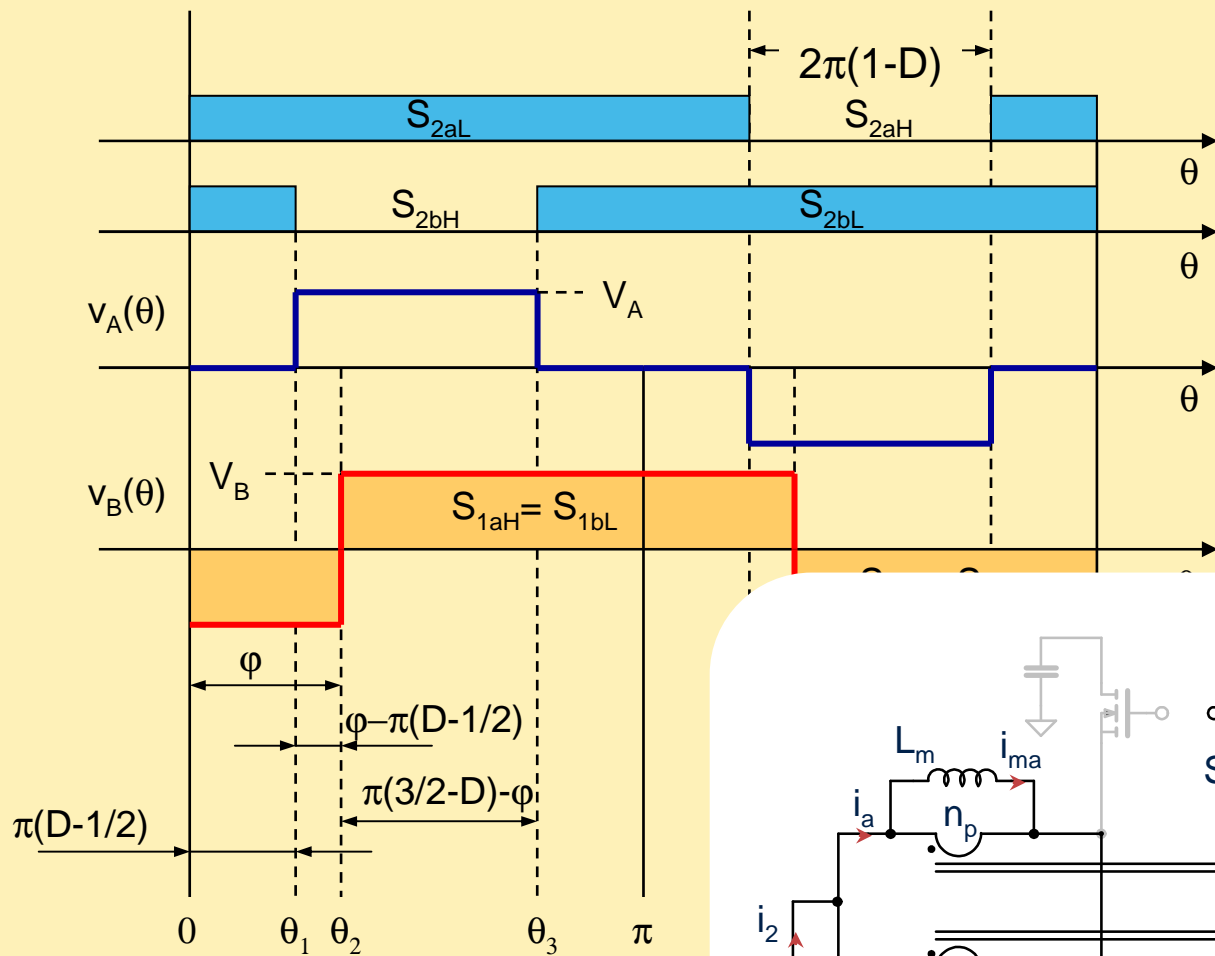 2π(1-D)
S2aL
S2aH
θ
S2bH
S2bL
θ
vA(θ)
VA
θ
vB(θ)
VB
S1aH= S1bL
φ
φ–π(D-1/2)
π(3/2-D)-φ
π(D-1/2)
0 θ1 θ2 θ3 π
Lm
ima
ia
np
i2